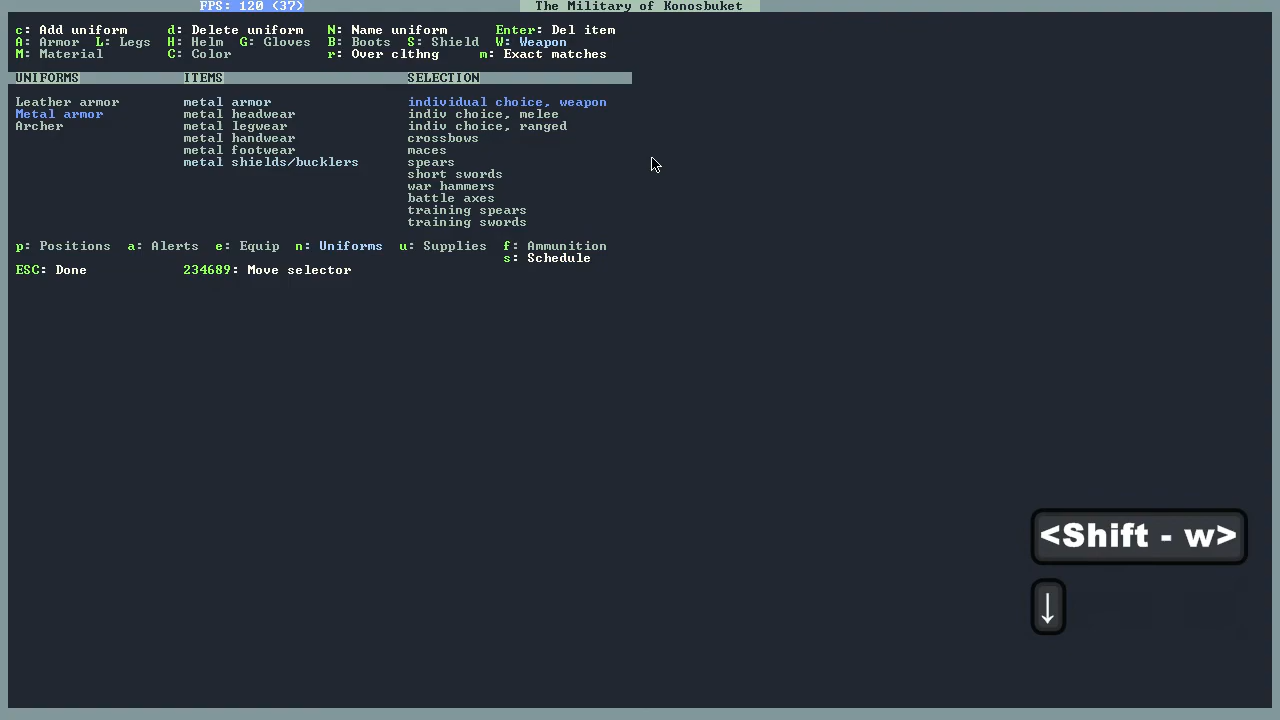 FPS: 120 (37) The Military of Konosbuket
c: Add uniform d: Delete uniform N: Name uniform Enter: Del item
A: Armor L: Legs H: Helm G: Gloves B: Boots S: Shield W: Weapon
M: Material C: Color r: Over clthng m: Exact matches
UNIFORMS ITEMS SELECTION
Leather armor metal armor individual choice, weapon
Metal armor metal headwear indiv choice, melee
Archer metal legwear indiv choice, ranged
metal handwear crossbows
metal footwear maces
metal shields/bucklers spears
short swords
war hammers
battle axes
training spears
training swords
p: Positions a: Alerts e: Equip n: Uniforms u: Supplies f: Ammunition
s: Schedule
ESC: Done 234689: Move selector
<Shift - w>
↓